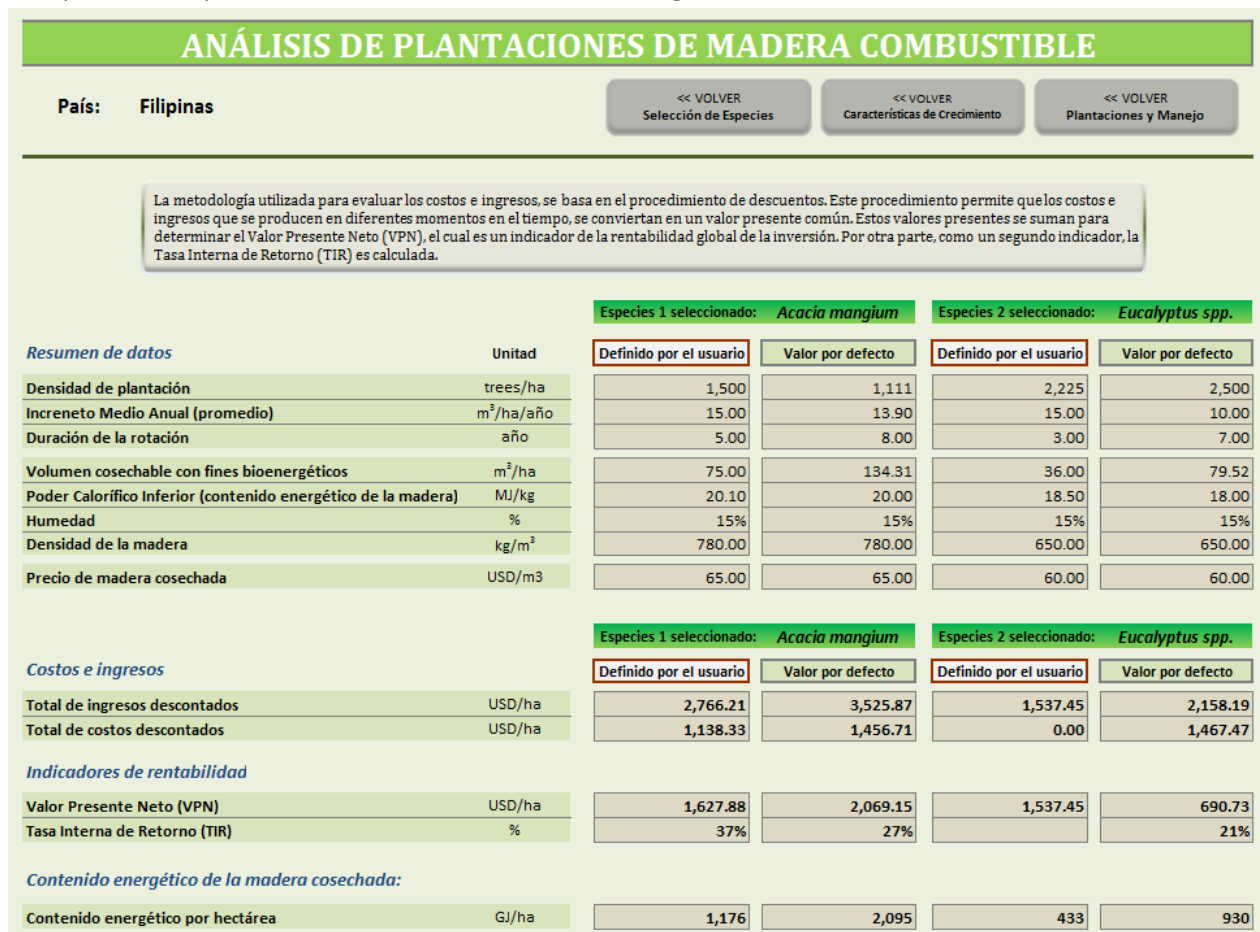 ANÁLISIS DE PLANTACIONES DE MADERA COMBUSTIBLE
País: Filipinas
<< VOLVER
Selección de Especies
<< VOLVER
Características de Crecimiento
<< VOLVER
Plantaciones y Manejo
La metodología utilizada para evaluar los costos e ingresos, se basa en el procedimiento de descuentos. Este procedimiento permite que los costos e
ingresos que se producen en diferentes momentos en el tiempo, se conviertan en un valor presente común. Estos valores presentes se suman para
determinar el Valor Presente Neto (VPN), el cual es un indicador de la rentabilidad global de la inversión. Por otra parte, como un segundo indicador, la
Tasa Interna de Retorno (TIR) es calculada.
Especies 1 seleccionado: Acacia mangium Especies 2 seleccionado: Eucalyptus spp.
Resumen de datos Unitad Definido por el usuario Valor por defecto Definido por el usuario Valor por defecto
Densidad de plantación trees/ha 1,500 1,111 2,225 2,500
Increneto Medio Anual (promedio) m³/ha/año 15.00 13.90 15.00 10.00
Duración de la rotación año 5.00 8.00 3.00 7.00
Volumen cosechable con fines bioenergéticos m³/ha 75.00 134.31 36.00 79.52
Poder Calorífico Inferior (contenido energético de la madera) MJ/kg 20.10 20.00 18.50 18.00
Humedad % 15% 15% 15% 15%
Densidad de la madera kg/m³ 780.00 780.00 650.00 650.00
Precio de madera cosechada USD/m3 65.00 65.00 60.00 60.00
Especies 1 seleccionado: Acacia mangium Especies 2 seleccionado: Eucalyptus spp.
Costos e ingresos Definido por el usuario Valor por defecto Definido por el usuario Valor por defecto
Total de ingresos descontados USD/ha 2,766.21 3,525.87 1,537.45 2,158.19
Total de costos descontados USD/ha 1,138.33 1,456.71 0.00 1,467.47
Indicadores de rentabilidad
Valor Presente Neto (VPN) USD/ha 1,627.88 2,069.15 1,537.45 690.73
Tasa Interna de Retorno (TIR) % 37% 27% 21%
Contenido energético de la madera cosechada:
Contenido energético por hectárea GJ/ha 1,176 2,095 433 930